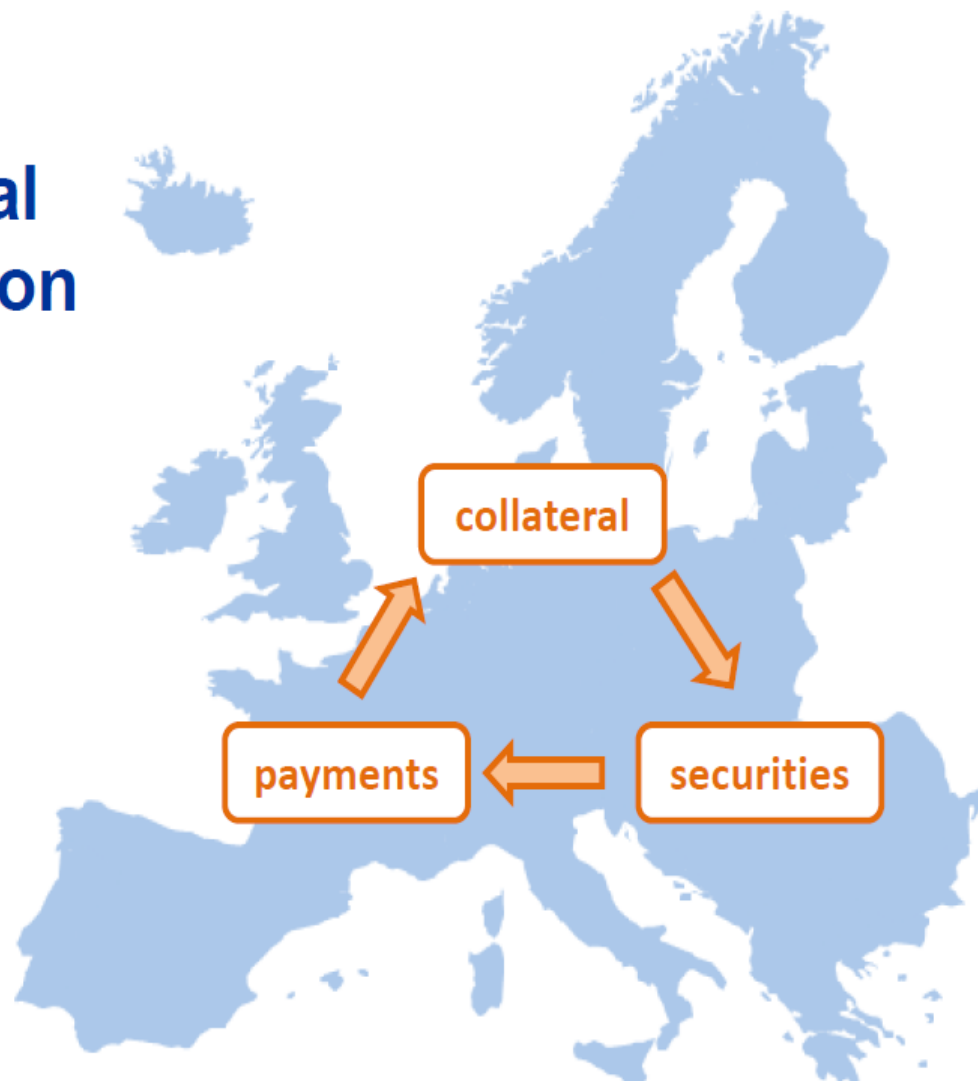 al
on
collateral
payments
securities